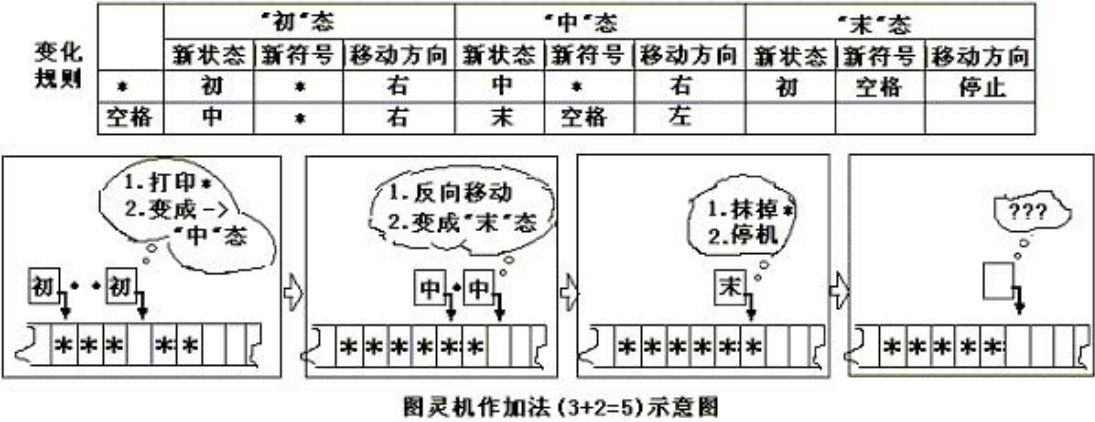 "初"态 "中"态 "末"态
变化规则
新状态 新符号 移动方向 新状态 新符号 移动方向 新状态 新符号 移动方向
* 初 * 右 中 * 右 初 空格 停止
空格 中 * 右 末 空格 左
1.打印*
2.变成->
"中"态
初 · · 初
* * * * *
1.反向移动
2.变成"末"态
中 · 中
* * * * * *
1.抹掉*
2.停机
末
* * * * * *
???
* * * * *
图灵机作加法(3+2=5)示意图